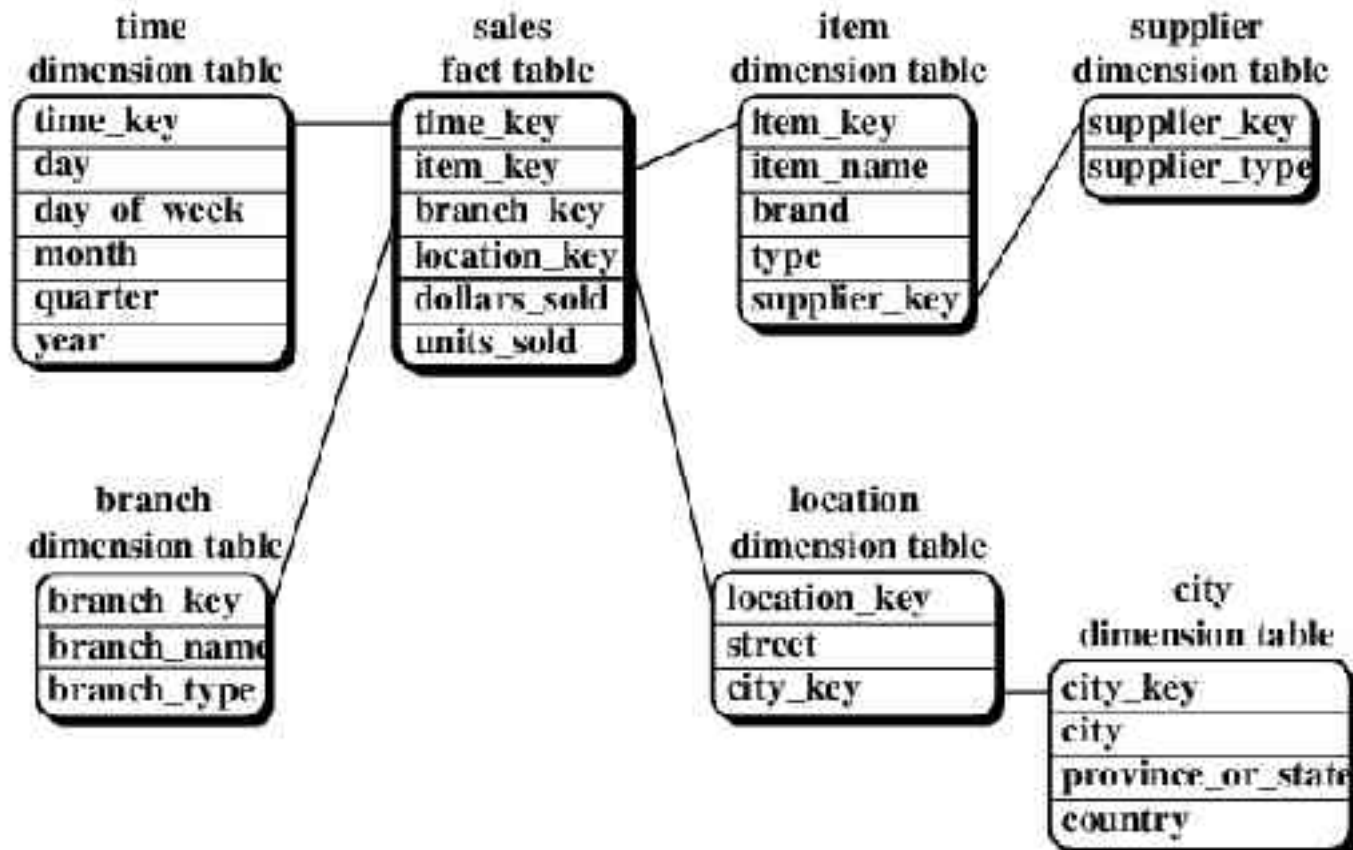 time
dimension table
time_key
day
day_of_week
month
quarter
year
sales
fact table
time_key
item_key
branch_key
location_key
dollars_sold
units_sold
item
dimension table
item_key
item_name
brand
type
supplier_key
supplier
dimension table
supplier_key
supplier_type
branch
dimension table
branch_key
branch_name
branch_type
location
dimension table
location_key
street
city_key
city
dimension table
city_key
city
province_or_state
country